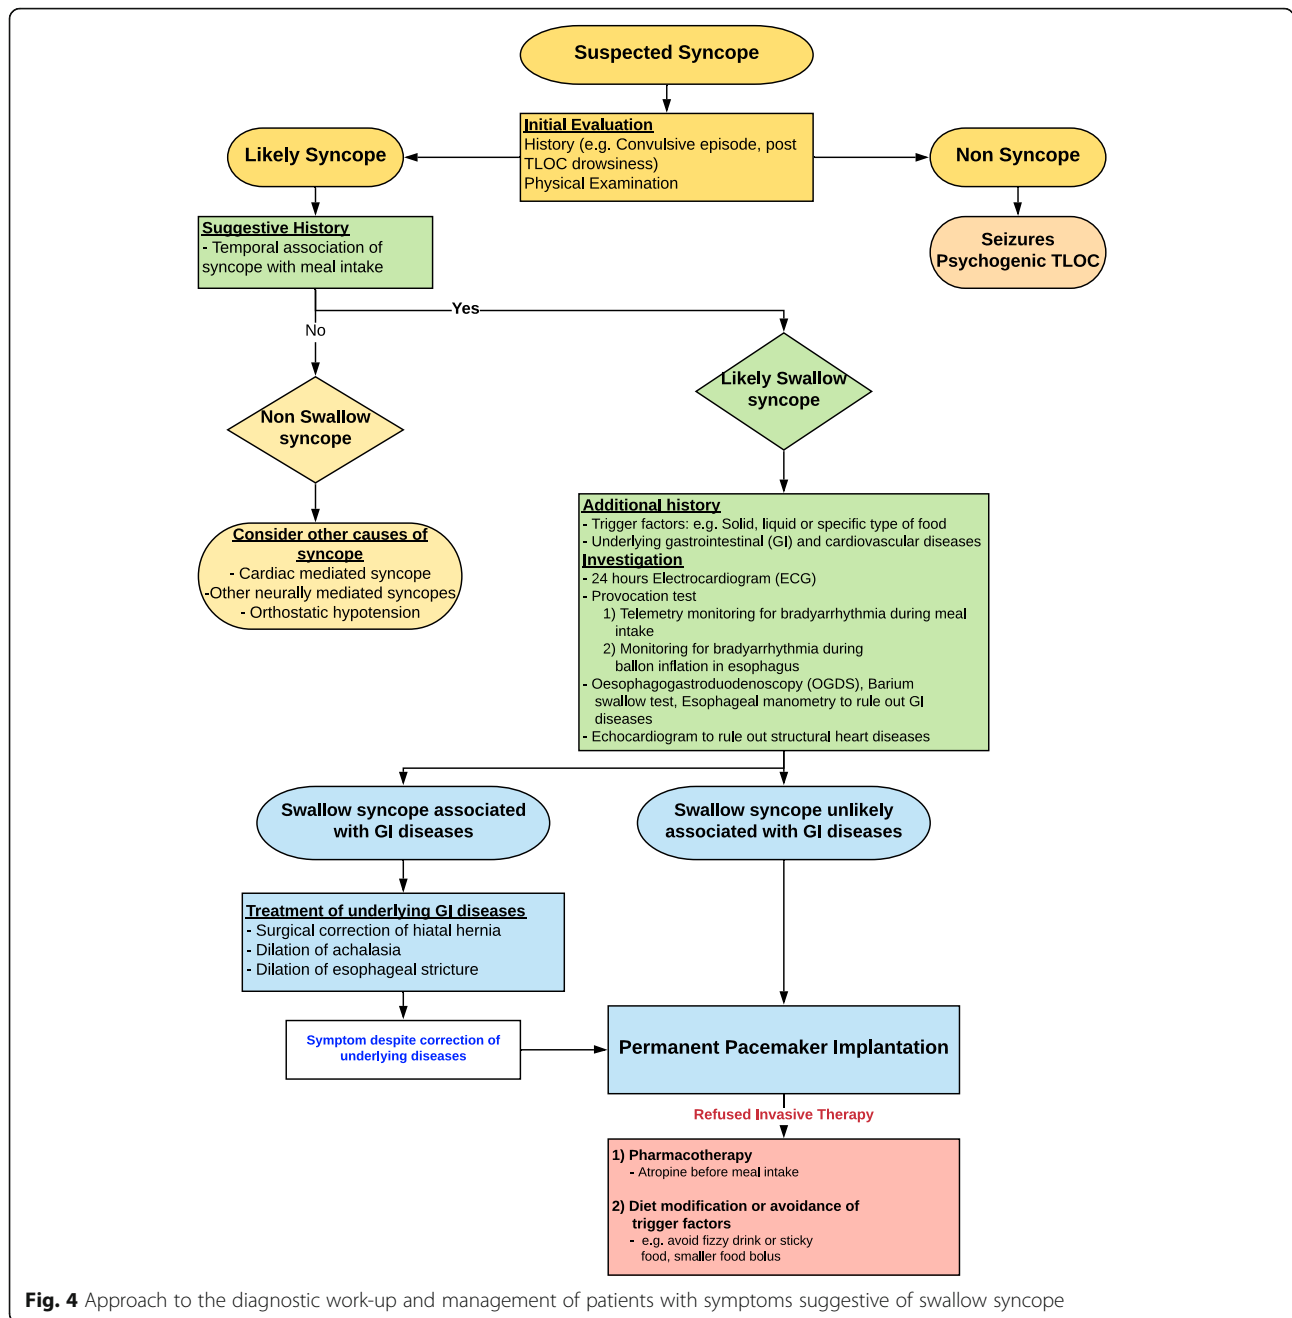 Suspected Syncope
Initial Evaluation
History (e.g. Convulsive episode, post
TLOC drowsiness)
Physical Examination
Likely Syncope
Non Syncope
Suggestive History
- Temporal association of
syncope with meal intake
Seizures
Psychogenic TLOC
Yes
No
Likely Swallow
syncope
Non Swallow
syncope
Additional history
- Trigger factors: e.g. Solid, liquid or specific type of food
- Underlying gastrointestinal (GI) and cardiovascular diseases
Investigation
- 24 hours Electrocardiogram (ECG)
- Provocation test
1) Telemetry monitoring for bradyarrhythmia during meal
intake
2) Monitoring for bradyarrhythmia during
ballon inflation in esophagus
- Oesophagogastroduodenoscopy (OGDS), Barium
swallow test, Esophageal manometry to rule out GI
diseases
- Echocardiogram to rule out structural heart diseases
Consider other causes of
syncope
- Cardiac mediated syncope
-Other neurally mediated syncopes
- Orthostatic hypotension
Swallow syncope associated
with GI diseases
Swallow syncope unlikely
associated with GI diseases
Treatment of underlying GI diseases
- Surgical correction of hiatal hernia
- Dilation of achalasia
- Dilation of esophageal stricture
Symptom despite correction of
underlying diseases
Permanent Pacemaker Implantation
Refused Invasive Therapy
1) Pharmacotherapy
- Atropine before meal intake
2) Diet modification or avoidance of
trigger factors
- e.g. avoid fizzy drink or sticky
food, smaller food bolus
Fig. 4 Approach to the diagnostic work-up and management of patients with symptoms suggestive of swallow syncope